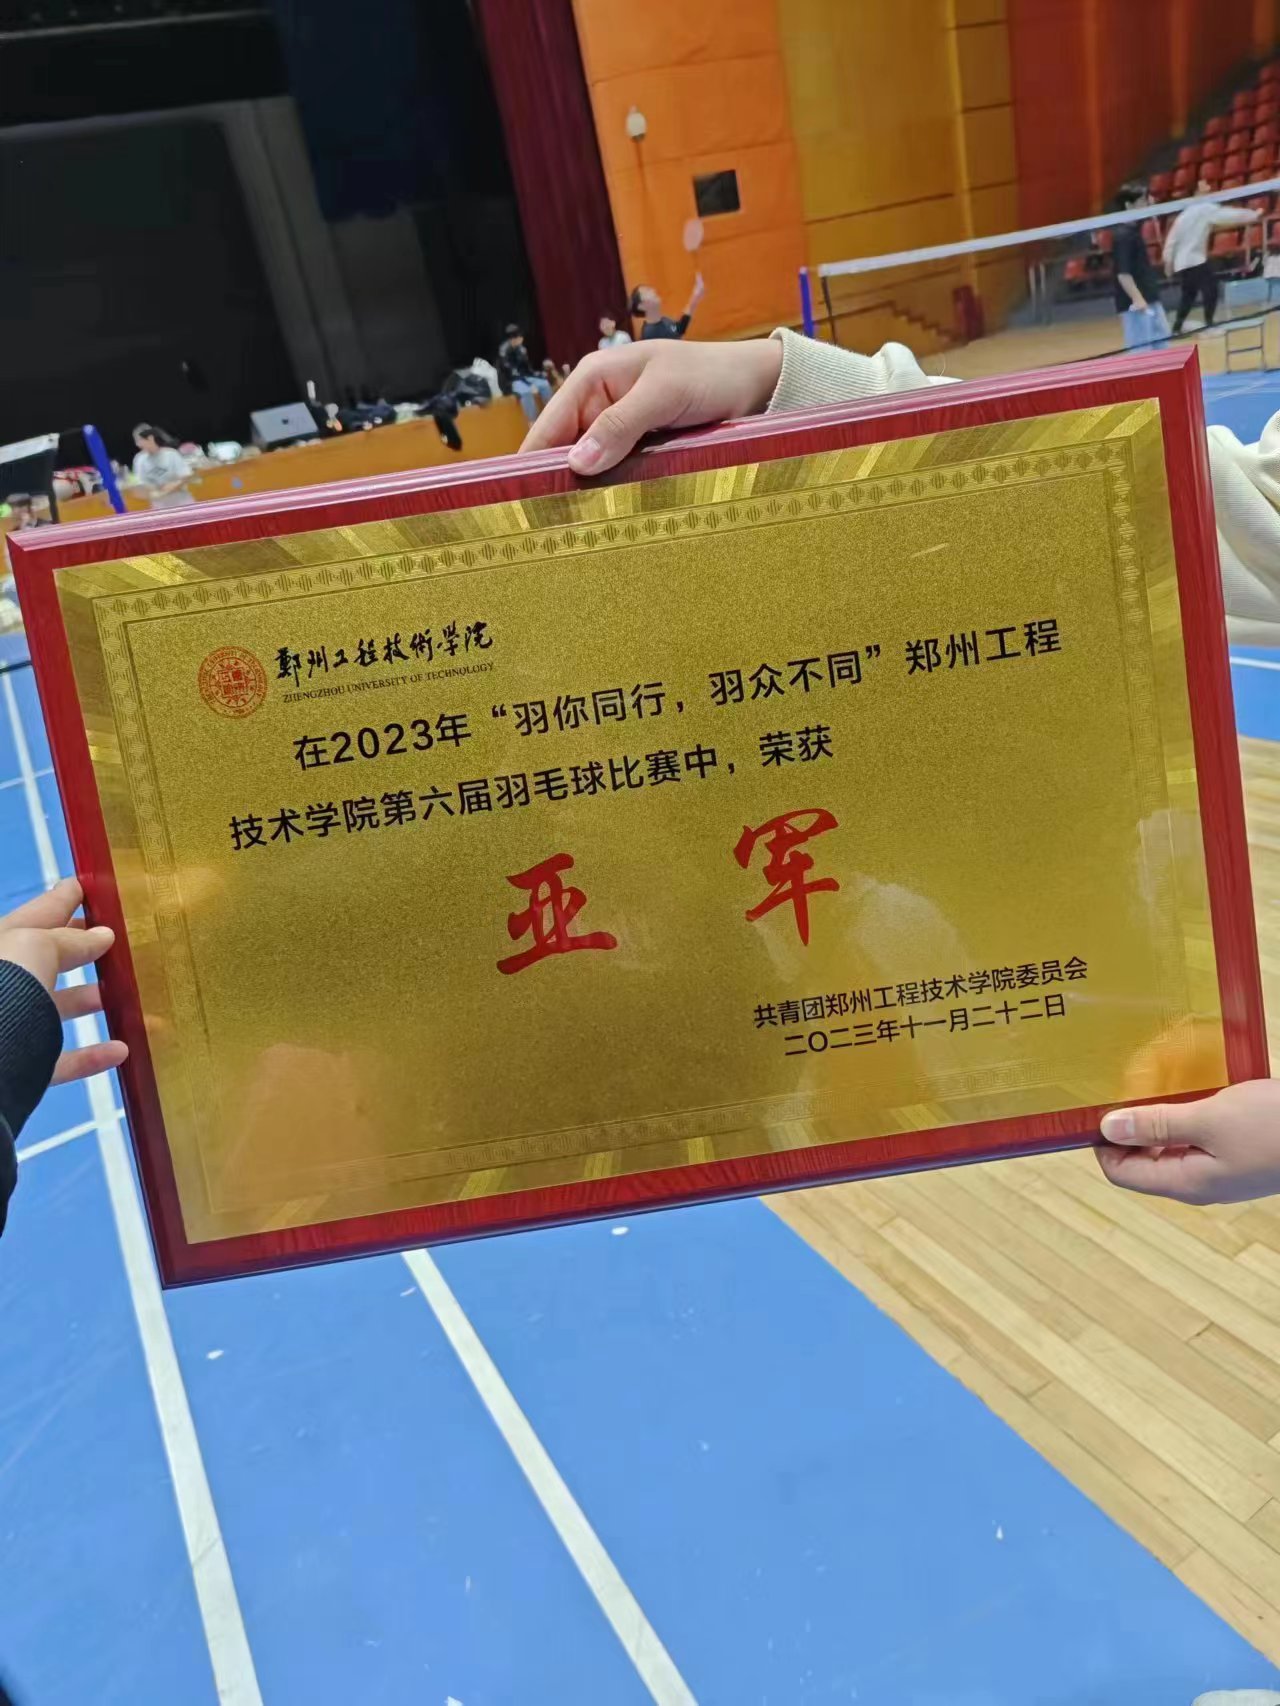 鄭州工程技術学院
ZHENGZHOU UNIVERSITY OF TECHNOLOGY
在2023年“羽你同行，羽众不同”郑州工程
技术学院第六届羽毛球比赛中，荣获
亚 军
共青团郑州工程技术学院委员会
二〇二三年十一月二十二日